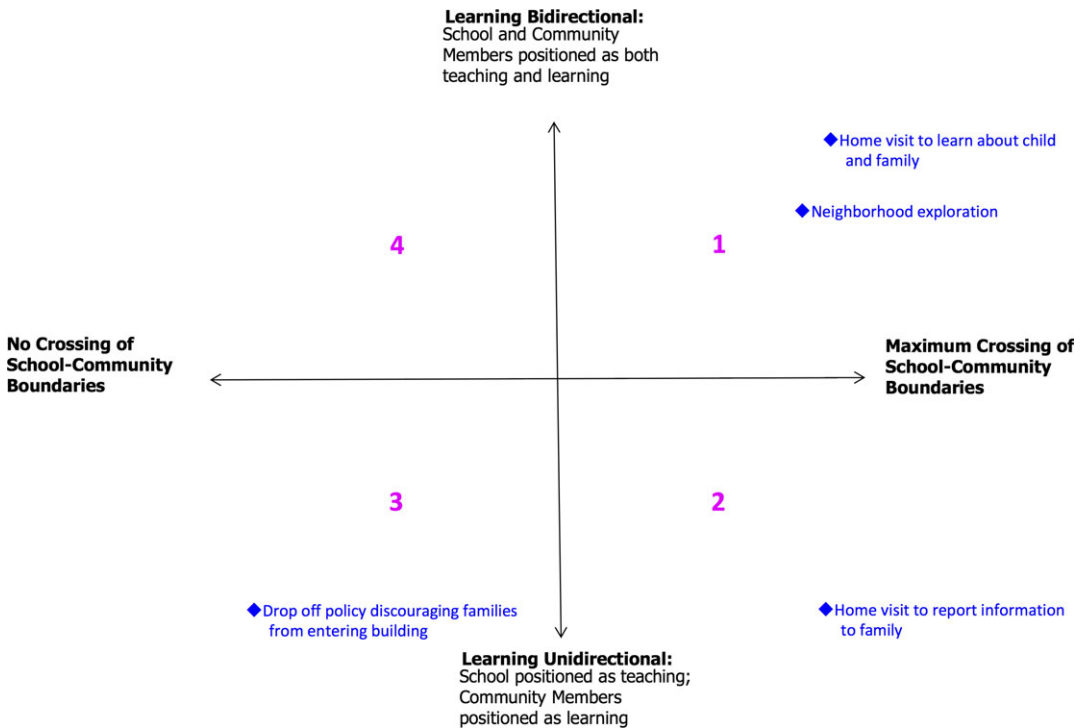 Learning Bidirectional:
School and Community
Members positioned as both
teaching and learning
Home visit to learn about child
and family
Neighborhood exploration
4
1
No Crossing of
School-Community
Boundaries
Maximum Crossing of
School-Community
Boundaries
3
2
Drop off policy discouraging families
from entering building
Home visit to report information
to family
Learning Unidirectional:
School positioned as teaching;
Community Members
positioned as learning